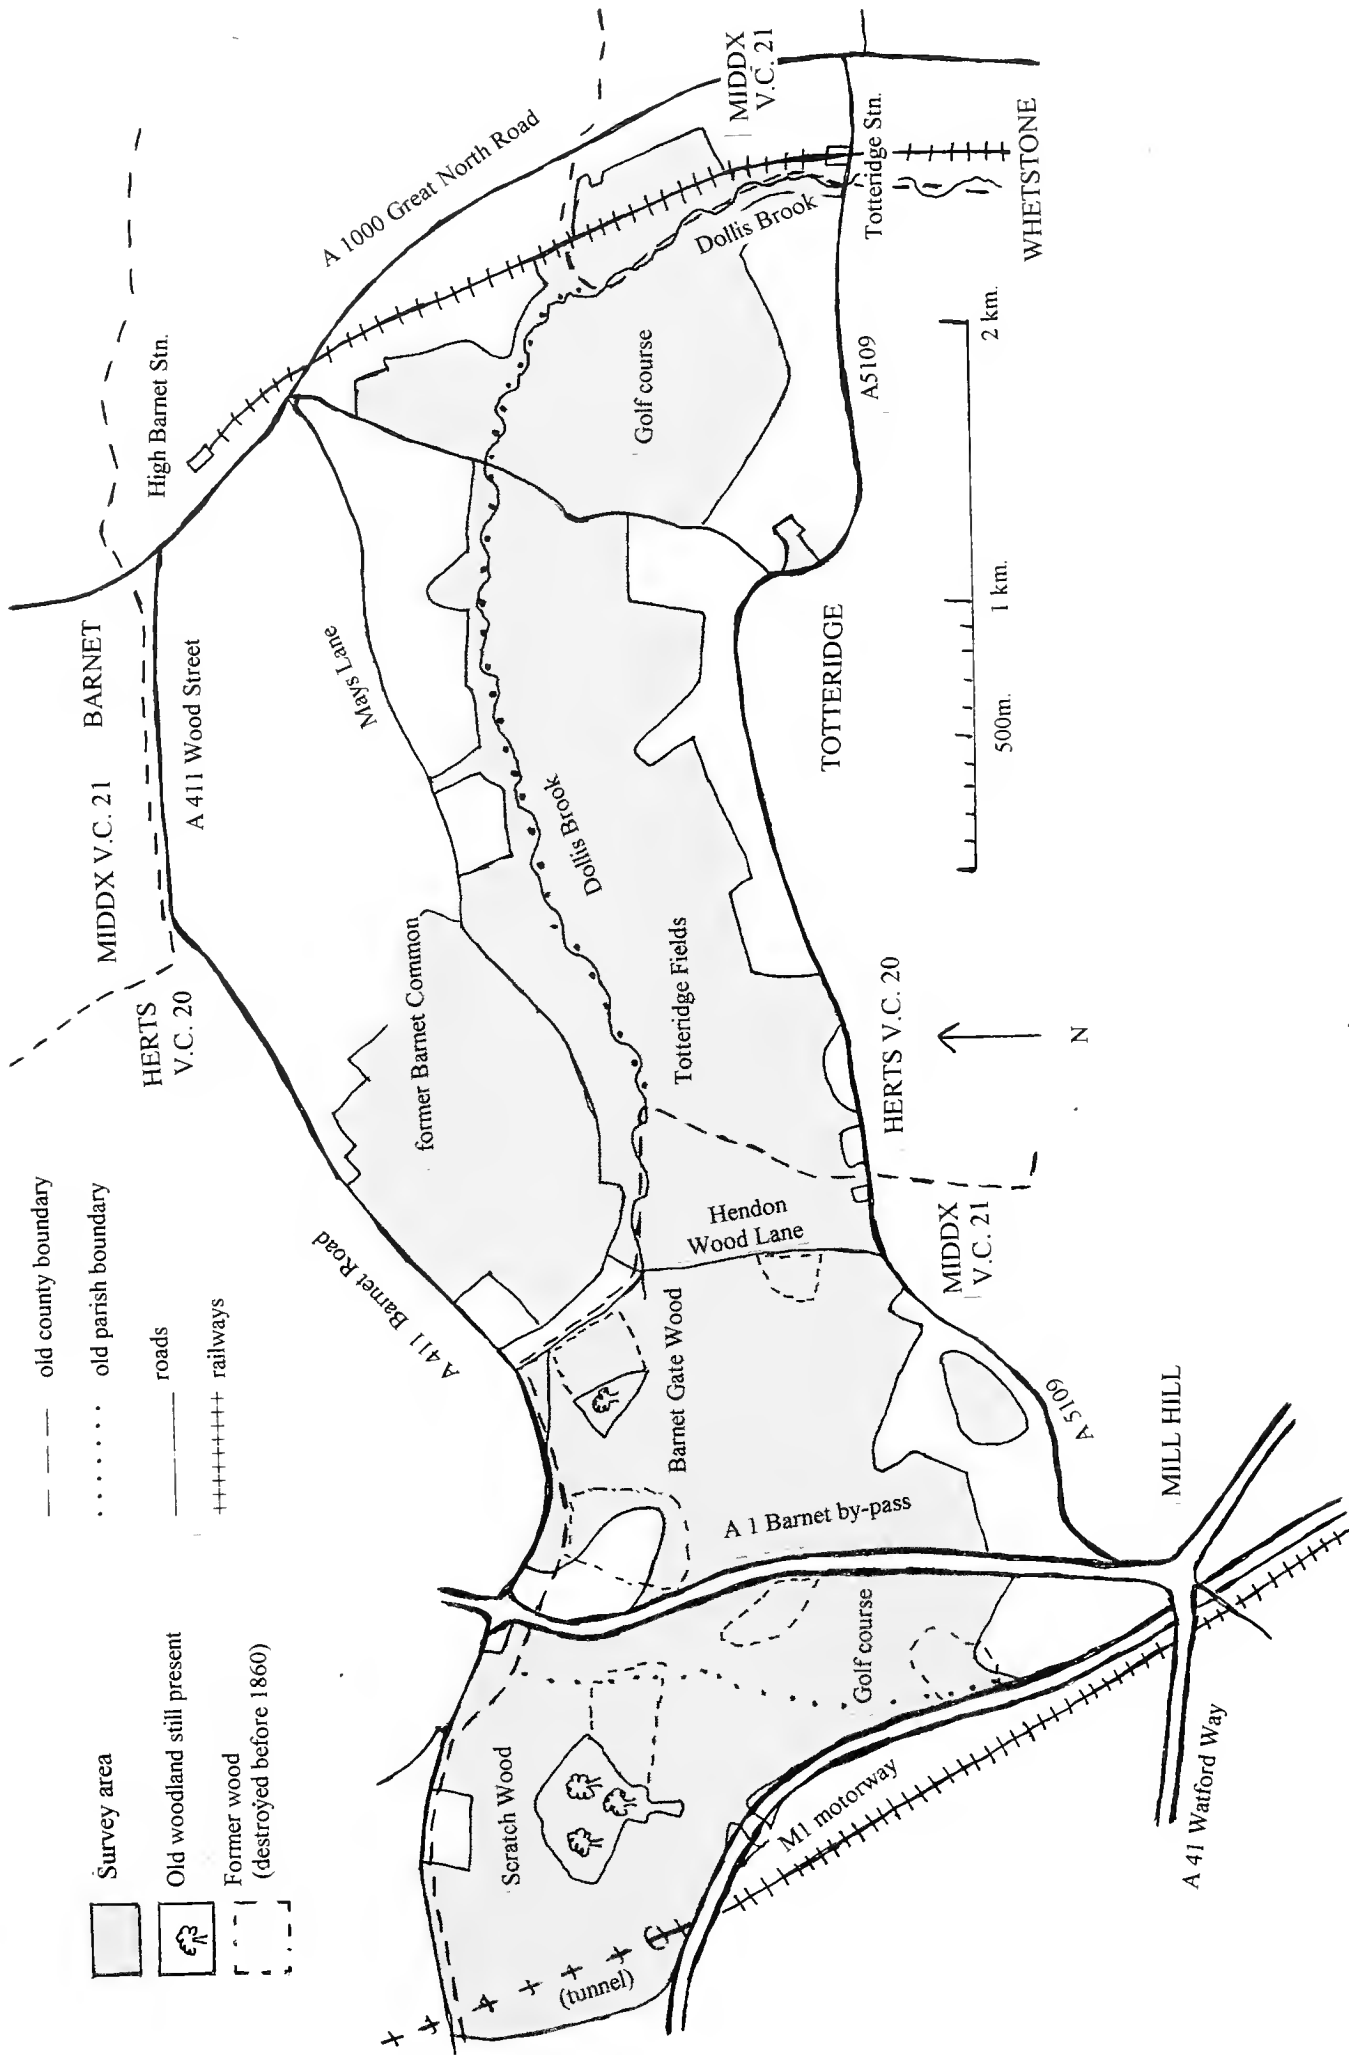 Survey area
Old woodland still present
Former wood
(destroyed before 1860)
old county boundary
old parish boundary
roads
railways
HERTS
V.C. 20
MIDDX V.C. 21
BARNET
A 411 Wood Street
High Barnet Stn.
A 1000 Great North Road
MIDDX
V.C. 21
A 411 Barnet Road
former Barnet Common
Mays Lane
Dollis Brook
Golf course
Dollis Brook
Totteridge Stn.
WHETSTONE
Scratch Wood
(tunnel)
M1 motorway
Golf course
A 1 Barnet by-pass
Barnet Gate Wood
Hendon
Wood Lane
Totteridge Fields
TOTTERIDGE
A5109
A 5109
MIDDX
V.C. 21
HERTS V.C. 20
MILL HILL
A 41 Watford Way
N
500m.
1 km.
2 km.